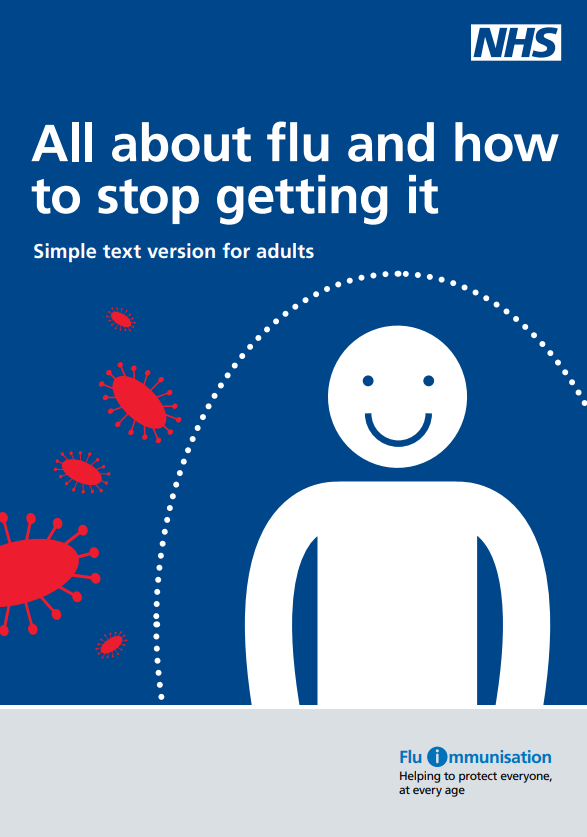 NHS
All about flu and how
to stop getting it
Simple text version for adults
Flu immunisation
Helping to protect everyone,
at every age